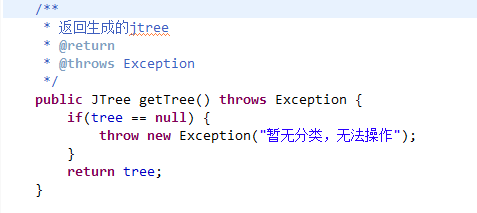 /**
 * 返回生成的jtree
 * @return
 * @throws Exception
 */
public JTree getTree() throws Exception {
    if(tree == null) {
        throw new Exception("暂无分类，无法操作");
    }
    return tree;
}